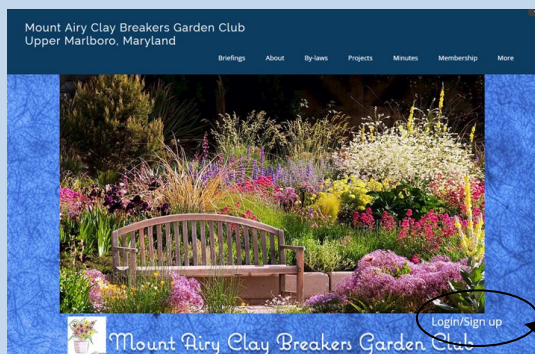 Mount Airy Clay Breakers Garden Club
Upper Marlboro, Maryland
Briefings About By-laws Projects Minutes Membership More
Login/Sign up
Mount Airy Clay Breakers Garden Club